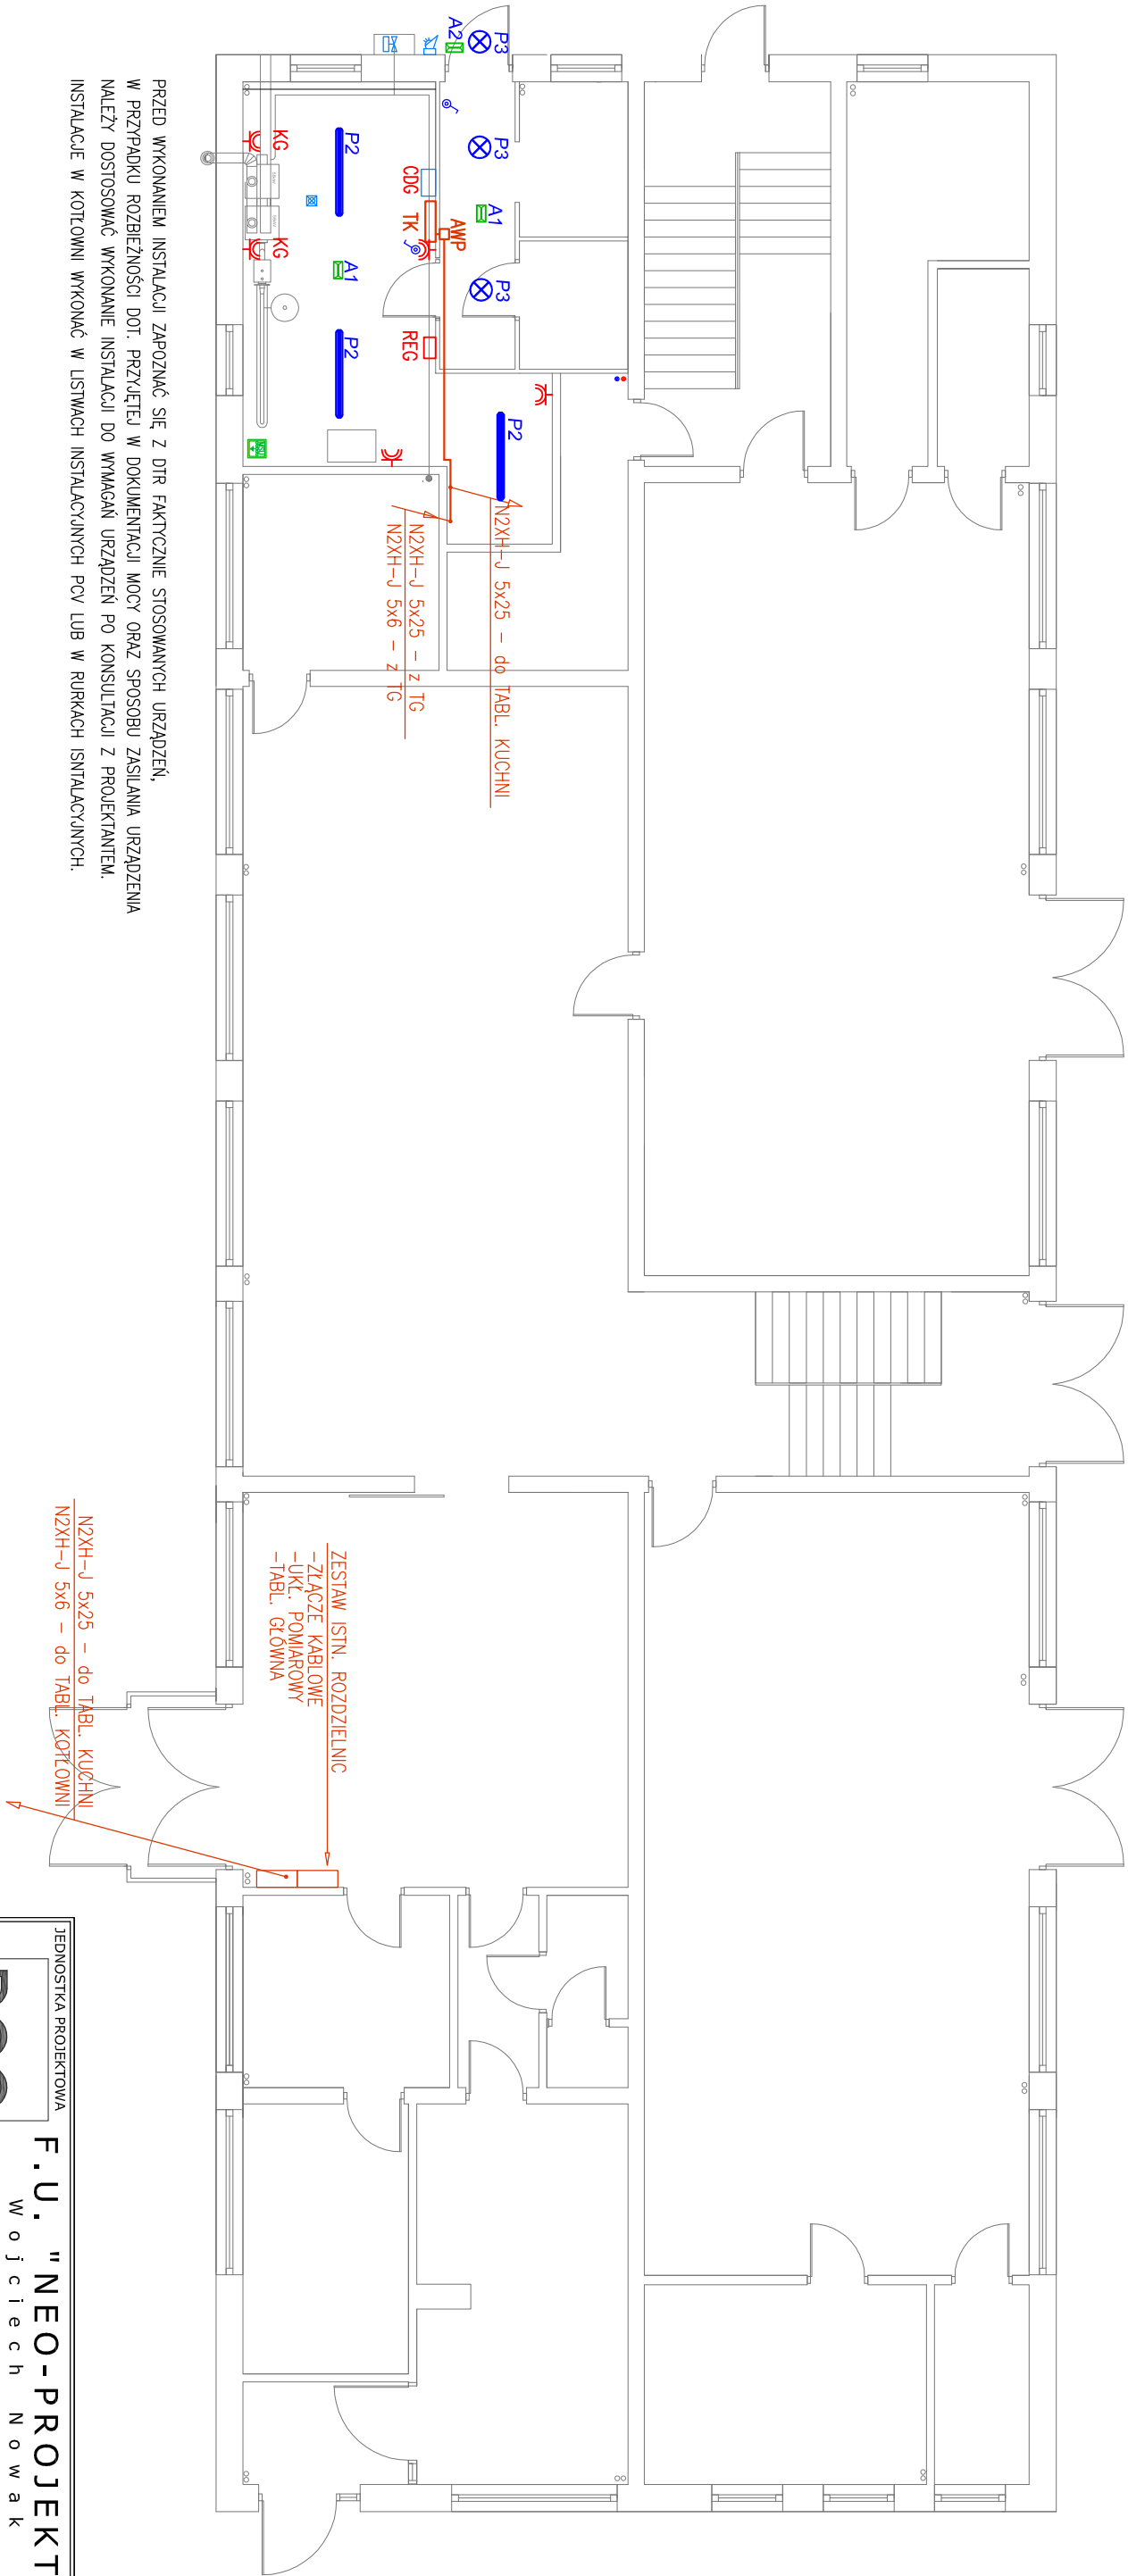 A2
P3
P3
A1
P3
P2
KG
CDG
TK
AWP
KG
A1
P2
REG
P2
N2XH-J 5x25 - do TABL. KUCHNI
N2XH-J 5x25 - z TG
N2XH-J 5x6 - z TG
PRZED WYKONANIEM INSTALACJI ZAPOZNAĆ SIĘ Z DTR FAKTYCZNIE STOSOWANYCH URZĄDZEŃ,
W PRZYPADKU ROZBIEŻNOŚCI DOT. PRZYJĘTEJ W DOKUMENTACJI MOCY ORAZ SPOSOBU ZASILANIA URZĄDZENIA
NALEŻY DOSTOSOWAĆ WYKONANIE INSTALACJI DO WYMAGAŃ URZĄDZEŃ PO KONSULTACJI Z PROJEKTANTEM.
INSTALACJE W KOTŁOWNI WYKONAĆ W LISTWACH INSTALACYJNYCH PCV LUB W RURKACH ISNTALACYJNYCH.
ZESTAW ISTN. ROZDZIELNIC
-ZŁĄCZE KABLOWE
-UKŁ. POMIAROWY
-TABL. GŁÓWNA
N2XH-J 5x25 - do TABL. KUCHNI
N2XH-J 5x6 - do TABL. KOTŁOWNI
JEDNOSTKA PROJEKTOWA
F.U. "NEO-PROJEKT
Wojciech Nowak